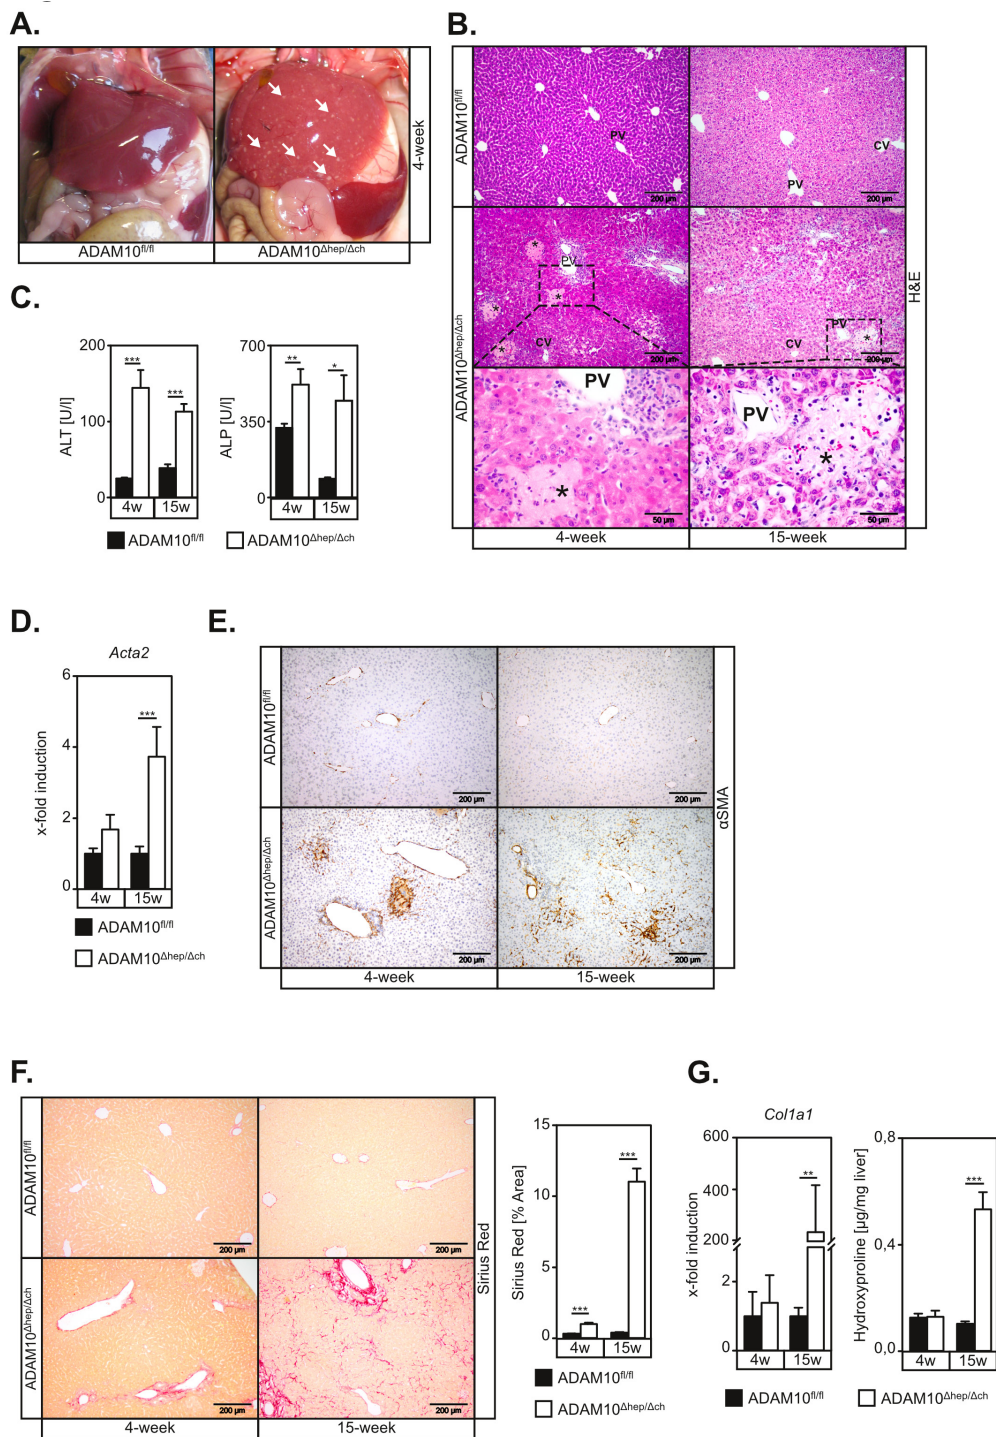 A.
4-week
ADAM10fl/fl
ADAM10Δhep/Δch
B.
ADAM10fl/fl
PV
200 µm
CV
PV
200 µm
ADAM10Δhep/Δch
*
PV
*
*
*
CV
200 µm
PV
*
CV
200 µm
H&E
PV
*
50 µm
PV
*
50 µm
4-week
15-week
C.
ALT [U/l]
200
100
0
***
***
4w
15w
ALP [U/l]
700
350
0
**
*
4w
15w
ADAM10fl/fl
ADAM10Δhep/Δch
D.
Acta2
x-fold induction
6
4
2
0
***
4w
15w
ADAM10fl/fl
ADAM10Δhep/Δch
E.
ADAM10fl/fl
200 µm
200 µm
ADAM10Δhep/Δch
200 µm
200 µm
αSMA
4-week
15-week
F.
ADAM10fl/fl
200 µm
200 µm
ADAM10Δhep/Δch
200 µm
200 µm
Sirius Red
4-week
15-week
Sirius Red [% Area]
15
10
5
0
***
***
4w
15w
ADAM10fl/fl
ADAM10Δhep/Δch
G.
Col1a1
x-fold induction
600
400
200
2
0
**
4w
15w
Hydroxyproline [µg/mg liver]
0,8
0,4
0,0
***
4w
15w
ADAM10fl/fl
ADAM10Δhep/Δch